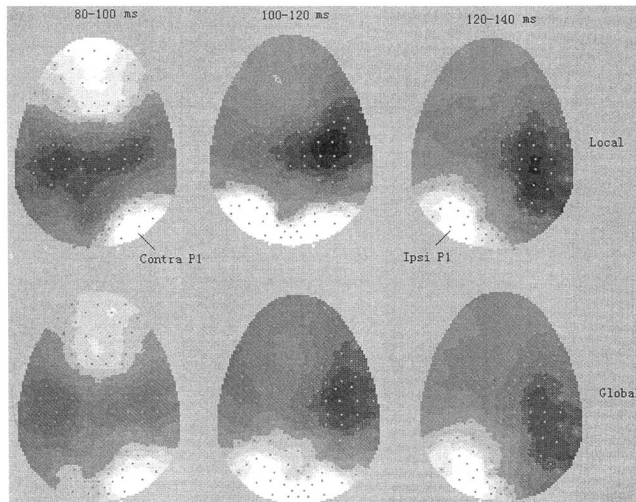 80-100 ms
100-120 ms
120-140 ms
Local
Contra P1
Ipsi P1
Global